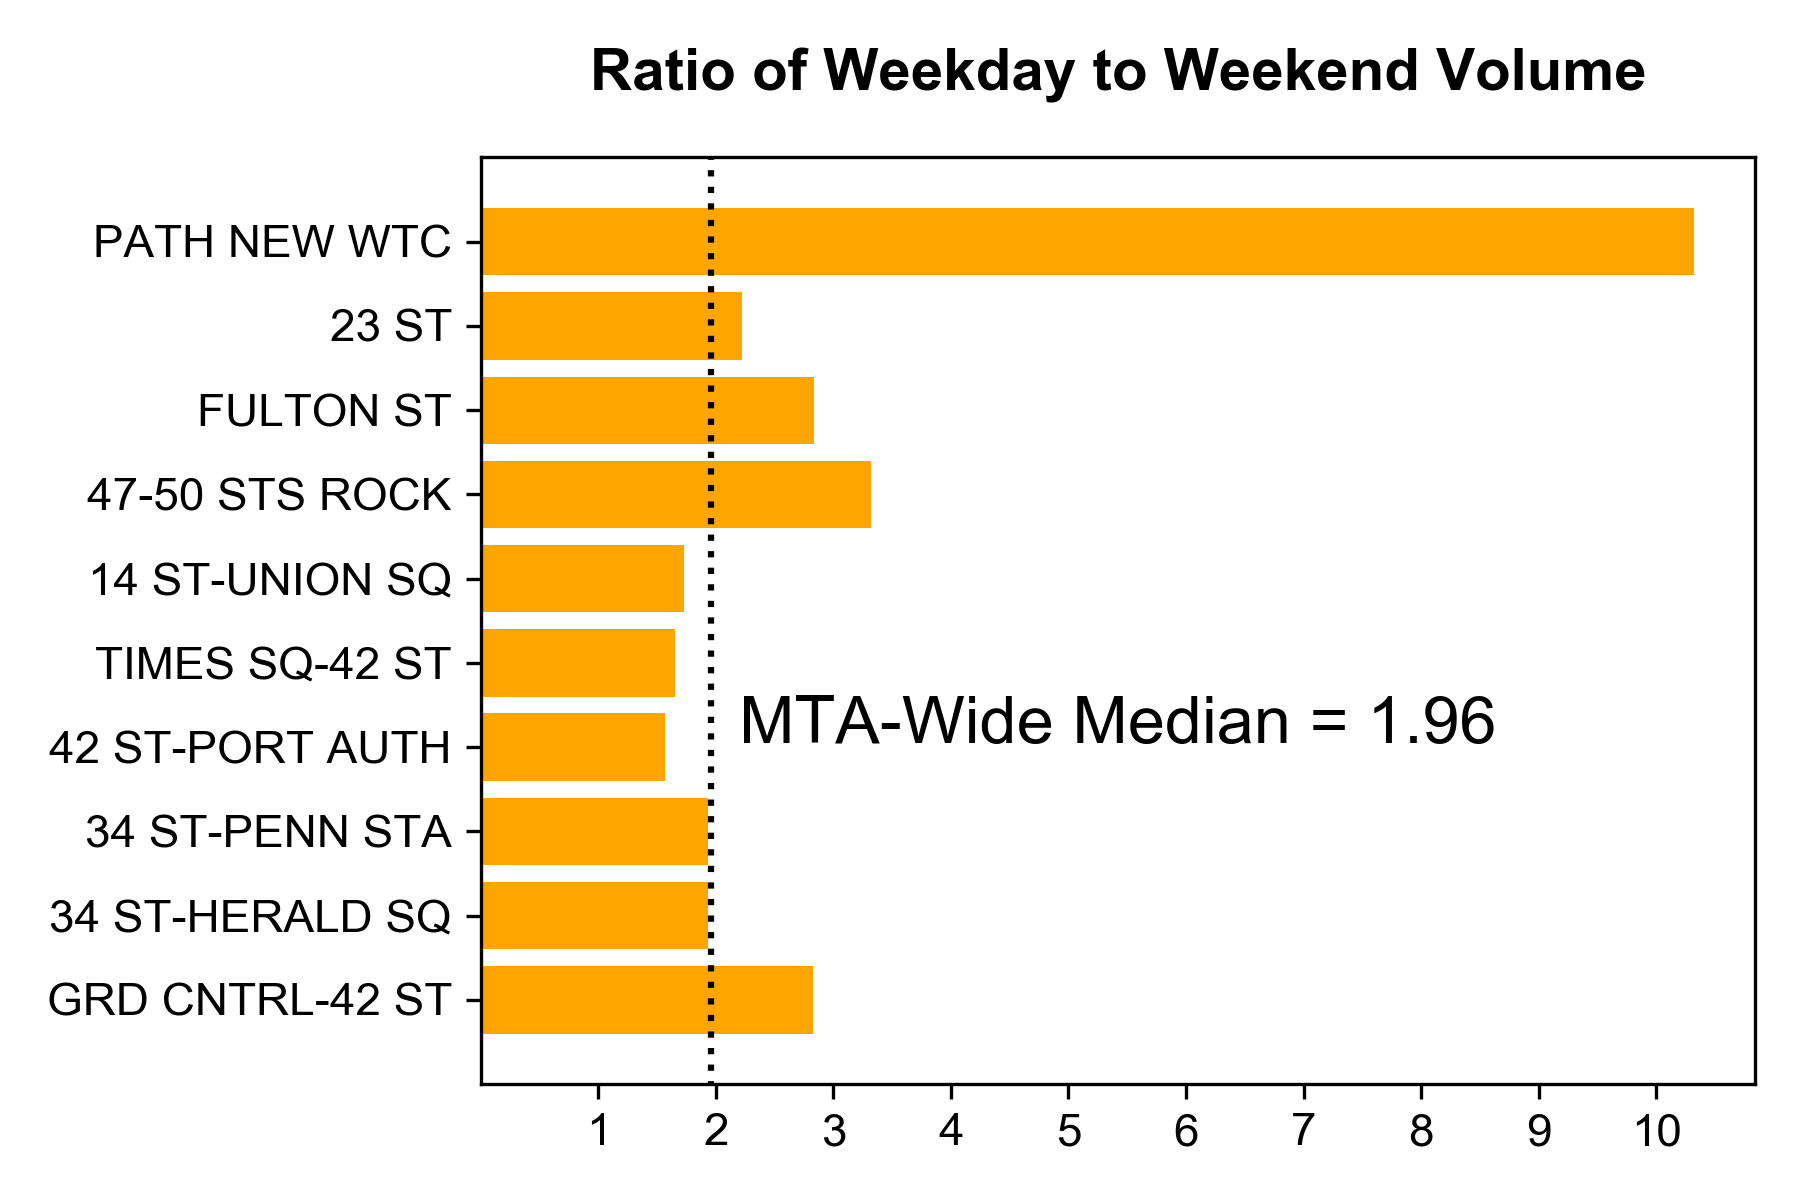 Ratio of Weekday to Weekend Volume
PATH NEW WTC
23 ST
FULTON ST
47-50 STS ROCK
14 ST-UNION SQ
TIMES SQ-42 ST
MTA-Wide Median = 1.96
42 ST-PORT AUTH
34 ST-PENN STA
34 ST-HERALD SQ
GRD CNTRL-42 ST
1 2 3 4 5 6 7 8 9 10